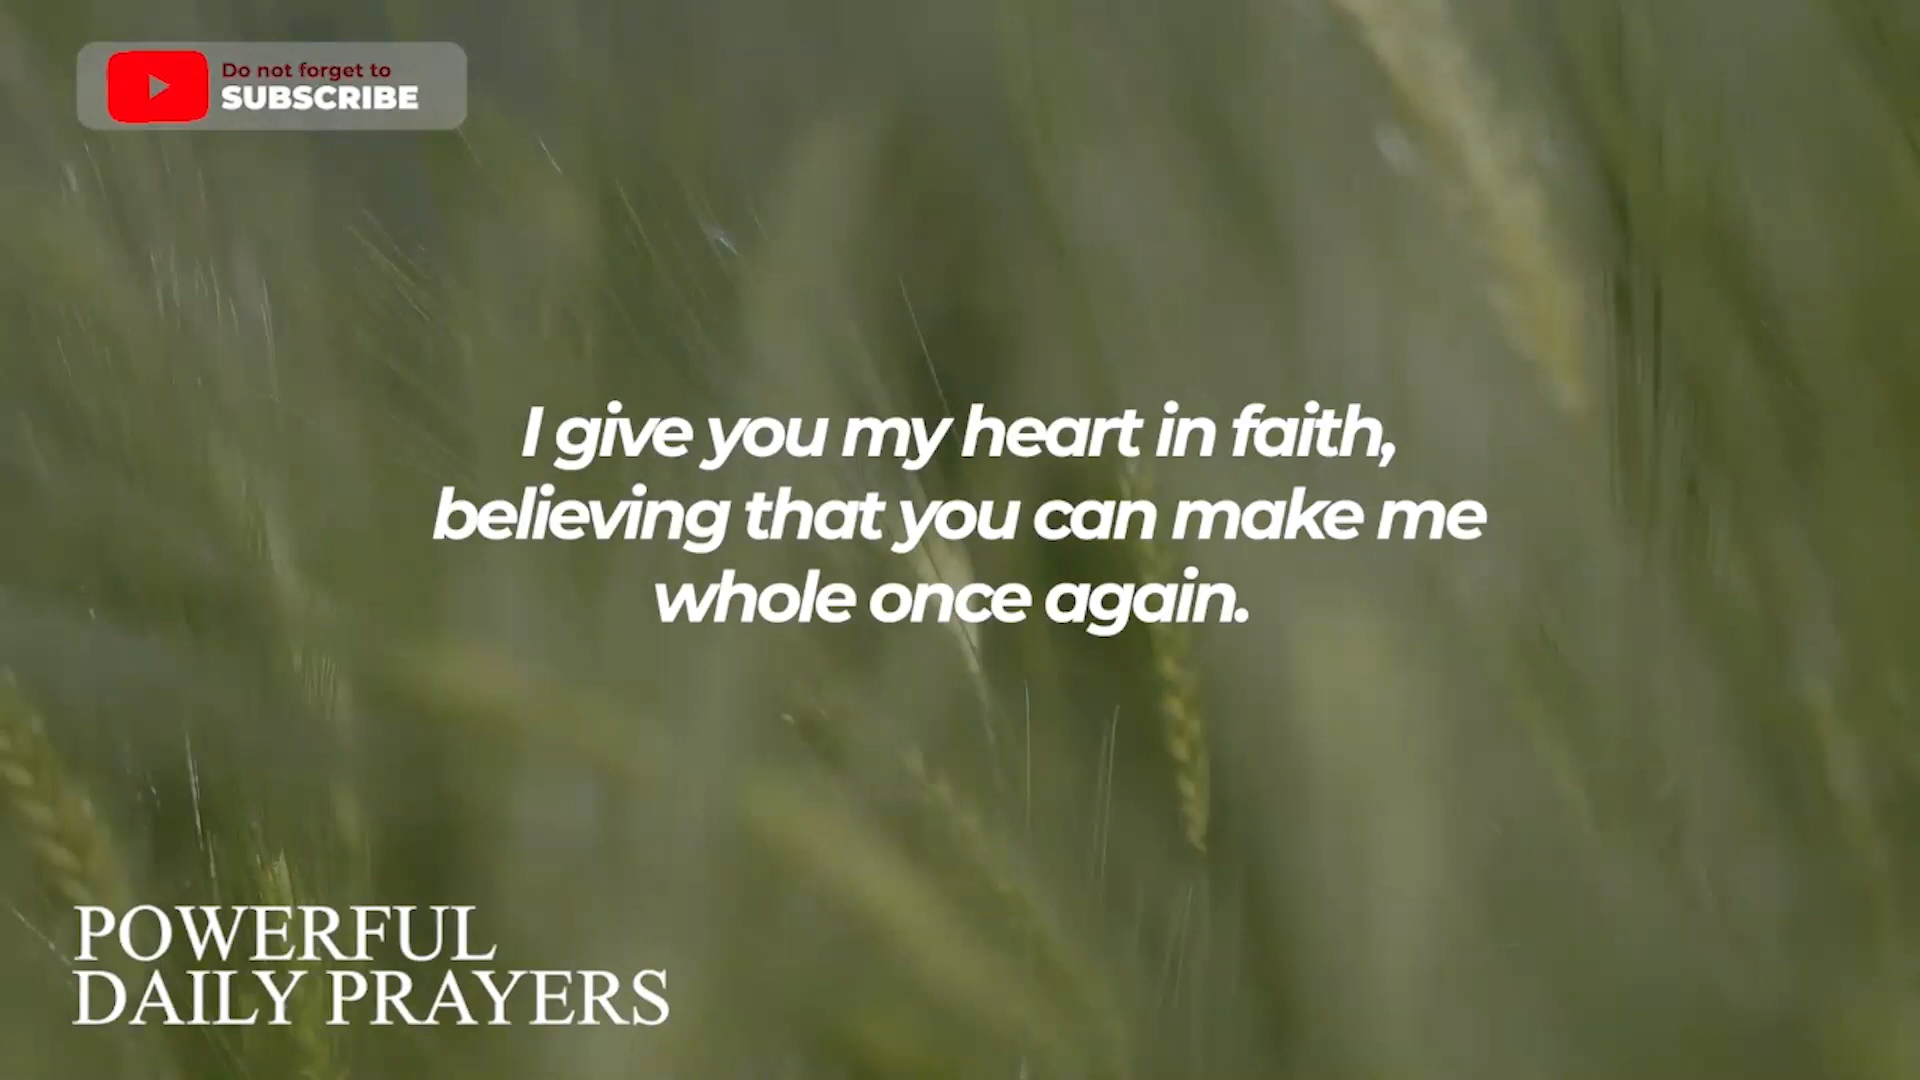 Do not forget to
SUBSCRIBE
I give you my heart in faith,
believing that you can make me
whole once again.
POWERFUL
DAILY PRAYERS